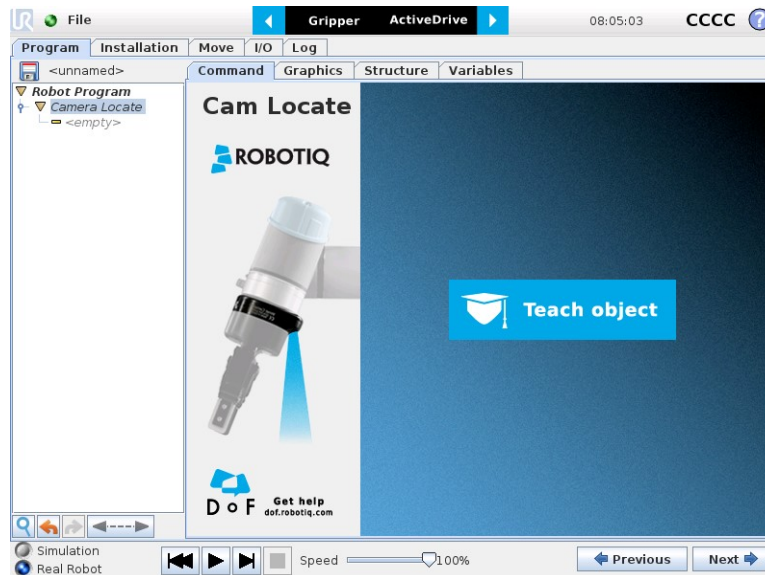 File
Gripper ActiveDrive
08:05:03
CCCC
?
Program Installation Move I/O Log
<unnamed>
Command Graphics Structure Variables
Robot Program
Camera Locate
<empty>
Cam Locate
ROBOTIQ
Teach object
DoF
Get help
dof.robotiq.com
Simulation
Real Robot
Speed 100%
Previous Next